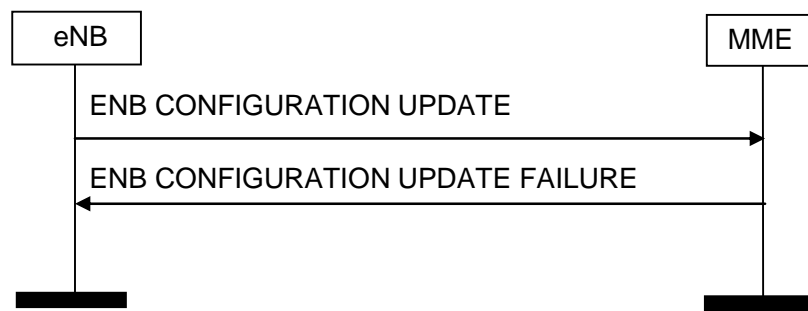 eNB
MME
ENB CONFIGURATION UPDATE
ENB CONFIGURATION UPDATE FAILURE